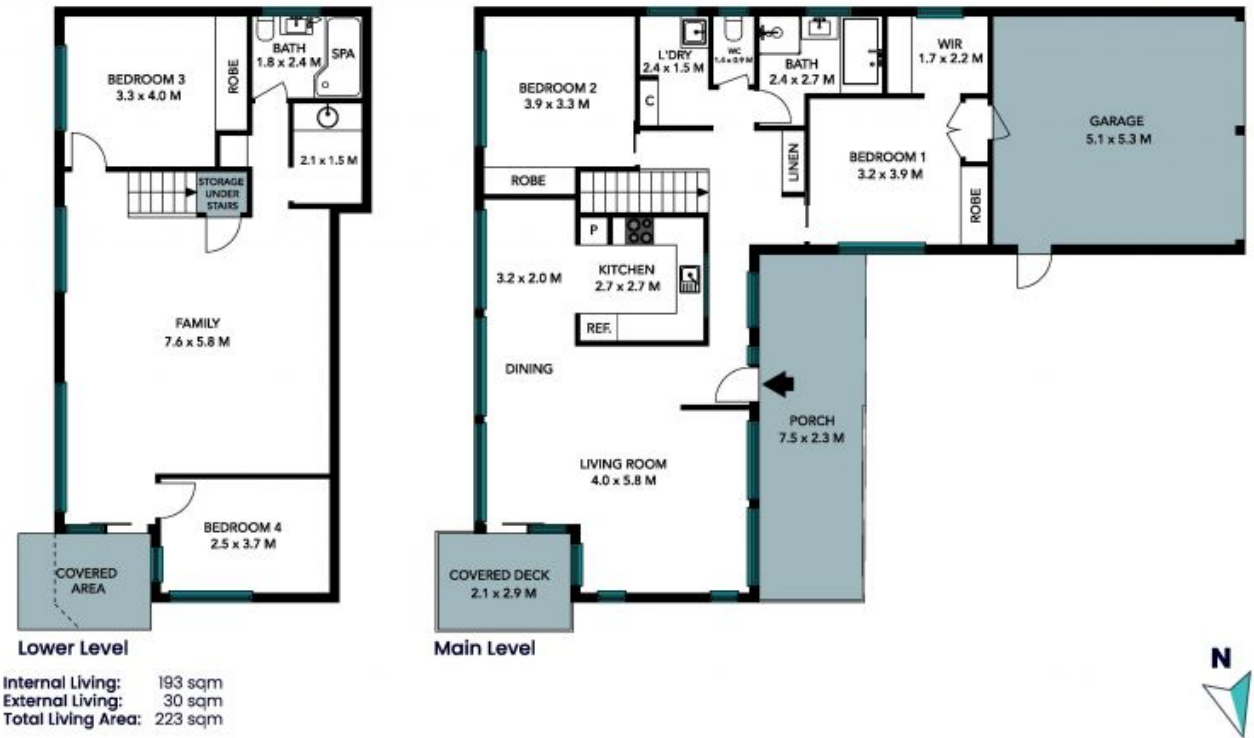 BEDROOM 3
3.3 x 4.0 M
ROBE
BATH
1.8 x 2.4 M
SPA
2.1 x 1.5 M
STORAGE
UNDER
STAIRS
FAMILY
7.6 x 5.8 M
BEDROOM 4
2.5 x 3.7 M
COVERED
AREA
Lower Level
Internal Living: 193 sqm
External Living: 30 sqm
Total Living Area: 223 sqm
BEDROOM 2
3.9 x 3.3 M
ROBE
L'DRY
2.4 x 1.5 M
C
WC
1.4 x 0.9 M
BATH
2.4 x 2.7 M
WIR
1.7 x 2.2 M
GARAGE
5.1 x 5.3 M
LINEN
BEDROOM 1
3.2 x 3.9 M
ROBE
P
3.2 x 2.0 M
KITCHEN
2.7 x 2.7 M
REF.
DINING
LIVING ROOM
4.0 x 5.8 M
PORCH
7.5 x 2.3 M
COVERED DECK
2.1 x 2.9 M
Main Level
N